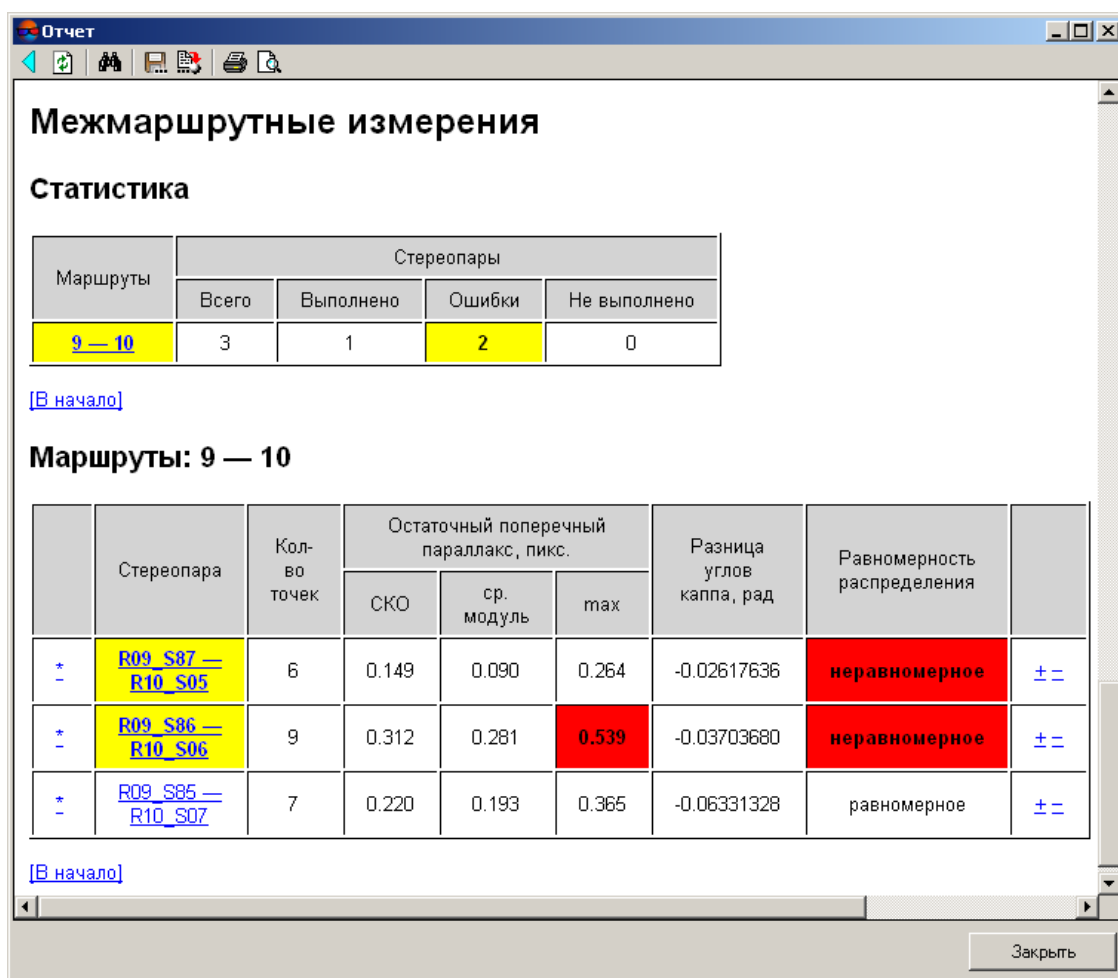 Отчет
Межмаршрутные измерения
Статистика
Маршруты
Стереопары
Всего
Выполнено
Ошибки
Не выполнено
9 — 10
3
1
2
0
[В начало]
Маршруты: 9 — 10
Стереопара
Кол-
во
точек
Остаточный поперечный
параллакс, пикс.
СКО
ср.
модуль
max
Разница
углов
каппа, рад
Равномерность
распределения
*
R09_S87 —
R10_S05
6
0.149
0.090
0.264
-0.02617636
неравномерное
+ –
*
R09_S86 —
R10_S06
9
0.312
0.281
0.539
-0.03703680
неравномерное
+ –
*
R09_S85 —
R10_S07
7
0.220
0.193
0.365
-0.06331328
равномерное
+ –
[В начало]
Закрыть